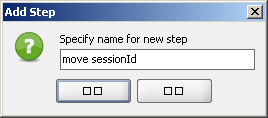 Add Step
Specify name for new step
move sessionId